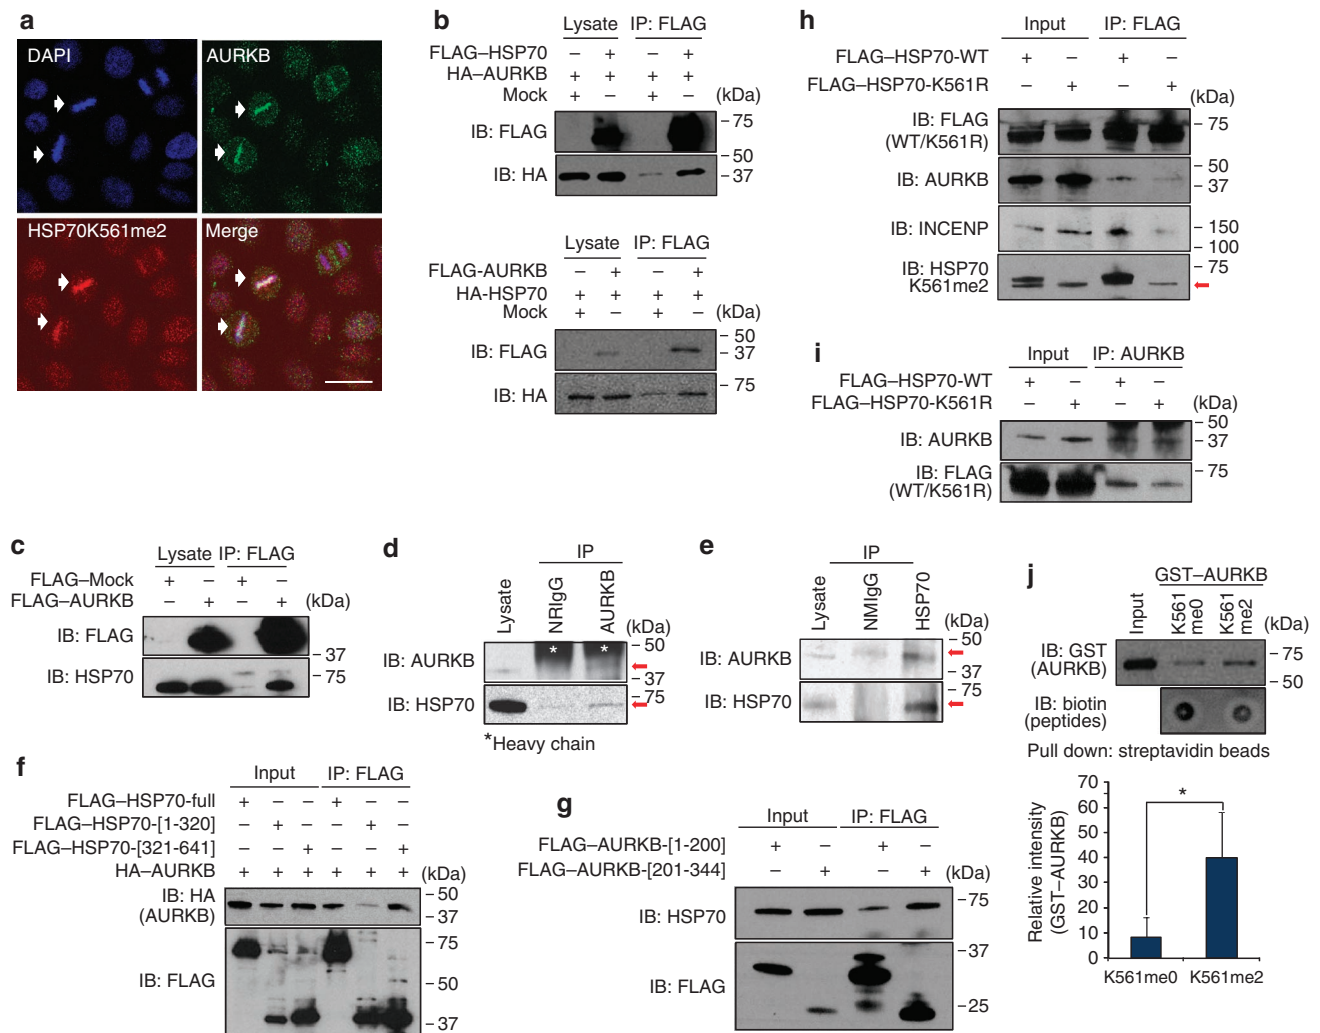 a
DAPI
AURKB
HSP70K561me2
Merge
b
Lysate IP: FLAG
FLAG–HSP70 – + – +
HA–AURKB + + + +
Mock + – + – (kDa)
IB: FLAG
75
50
IB: HA
37
Lysate IP: FLAG
FLAG-AURKB – + – +
HA-HSP70 + + + +
Mock + – + – (kDa)
IB: FLAG
50
37
IB: HA
75
c
Lysate IP: FLAG
FLAG–Mock + – + –
FLAG–AURKB – + – + (kDa)
IB: FLAG
37
IB: HSP70
75
d
IP
Lysate
NRIgG
AURKB
(kDa)
50
IB: AURKB
* *
37
75
IB: HSP70
*Heavy chain
e
IP
Lysate
NMIgG
HSP70
(kDa)
50
IB: AURKB
37
75
IB: HSP70
f
Input IP: FLAG
FLAG–HSP70-full + – – + – –
FLAG–HSP70-[1-320] – + – – + –
FLAG–HSP70-[321-641] – – + – – +
HA–AURKB + + + + + + (kDa)
IB: HA
(AURKB)
50
37
75
IB: FLAG
50
37
g
Input IP: FLAG
FLAG–AURKB-[1-200] + – + –
FLAG–AURKB-[201-344] – + – + (kDa)
75
IB: HSP70
37
IB: FLAG
25
h
Input IP: FLAG
FLAG–HSP70-WT + – + –
FLAG–HSP70-K561R – + – +
(kDa)
IB: FLAG
(WT/K561R)
75
IB: AURKB
50
37
IB: INCENP
150
100
IB: HSP70
K561me2
75
i
Input IP: AURKB
FLAG–HSP70-WT + – + –
FLAG–HSP70-K561R – + – + (kDa)
50
IB: AURKB
37
IB: FLAG
(WT/K561R)
75
j
GST–AURKB
Input
K561
me0
K561
me2
(kDa)
IB: GST
(AURKB)
75
50
IB: biotin
(peptides)
Pull down: streptavidin beads
Relative intensity
(GST–AURKB)
70
60
50
40
30
20
10
0
*
K561me0 K561me2